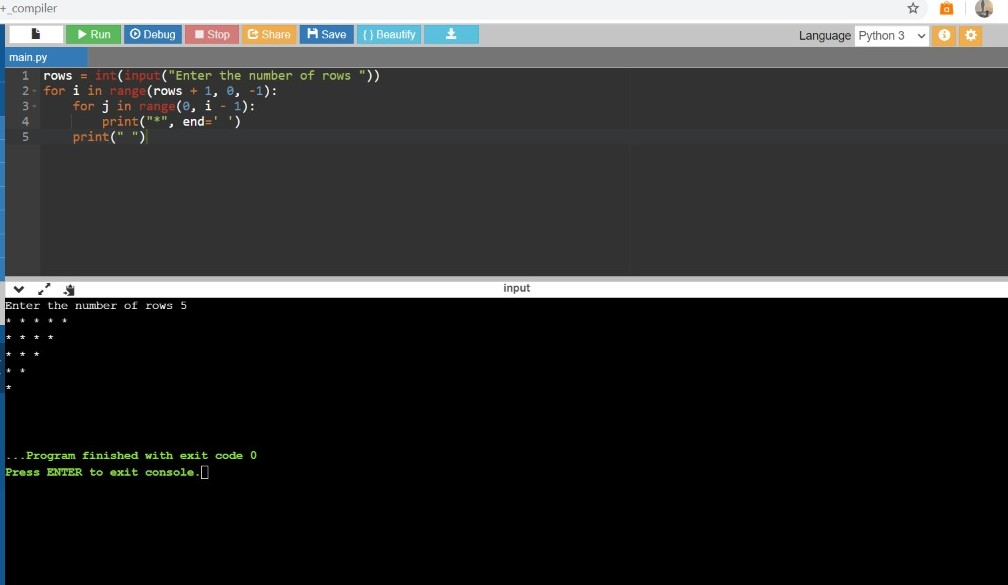 +_compiler
Run Debug Stop Share Save { } Beautify Language Python 3
main.py
1 rows = int(input("Enter the number of rows "))
2 for i in range(rows + 1, 0, -1):
3     for j in range(0, i - 1):
4         print("*", end=' ')
5     print(" ")
input
Enter the number of rows 5
* * * * *
* * * *
* * *
* *
*
...Program finished with exit code 0
Press ENTER to exit console.